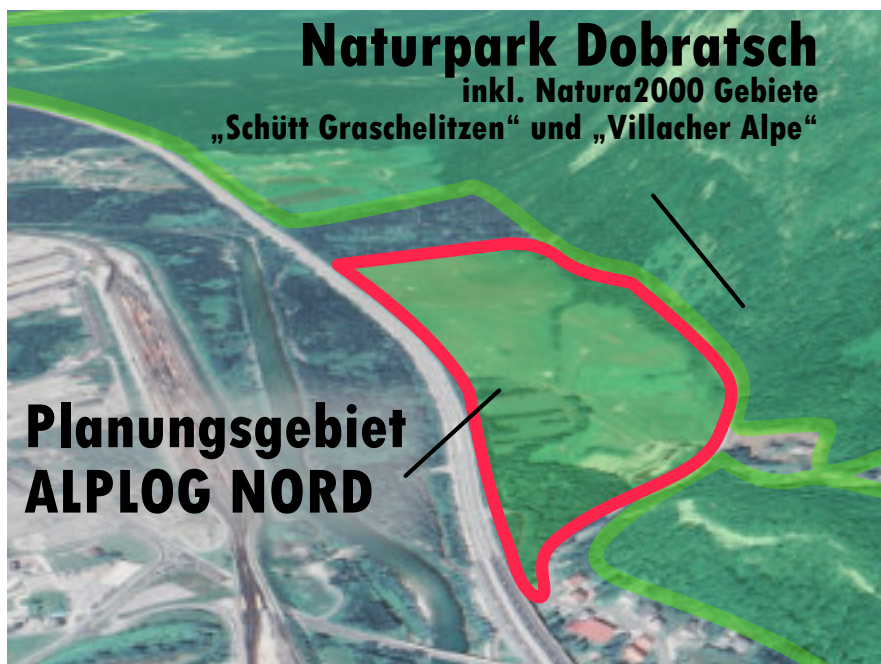 Naturpark Dobratsch
inkl. Natura2000 Gebiete
„Schütt Graschelitzen“ und „Villacher Alpe“
Planungsgebiet
ALPLOG NORD